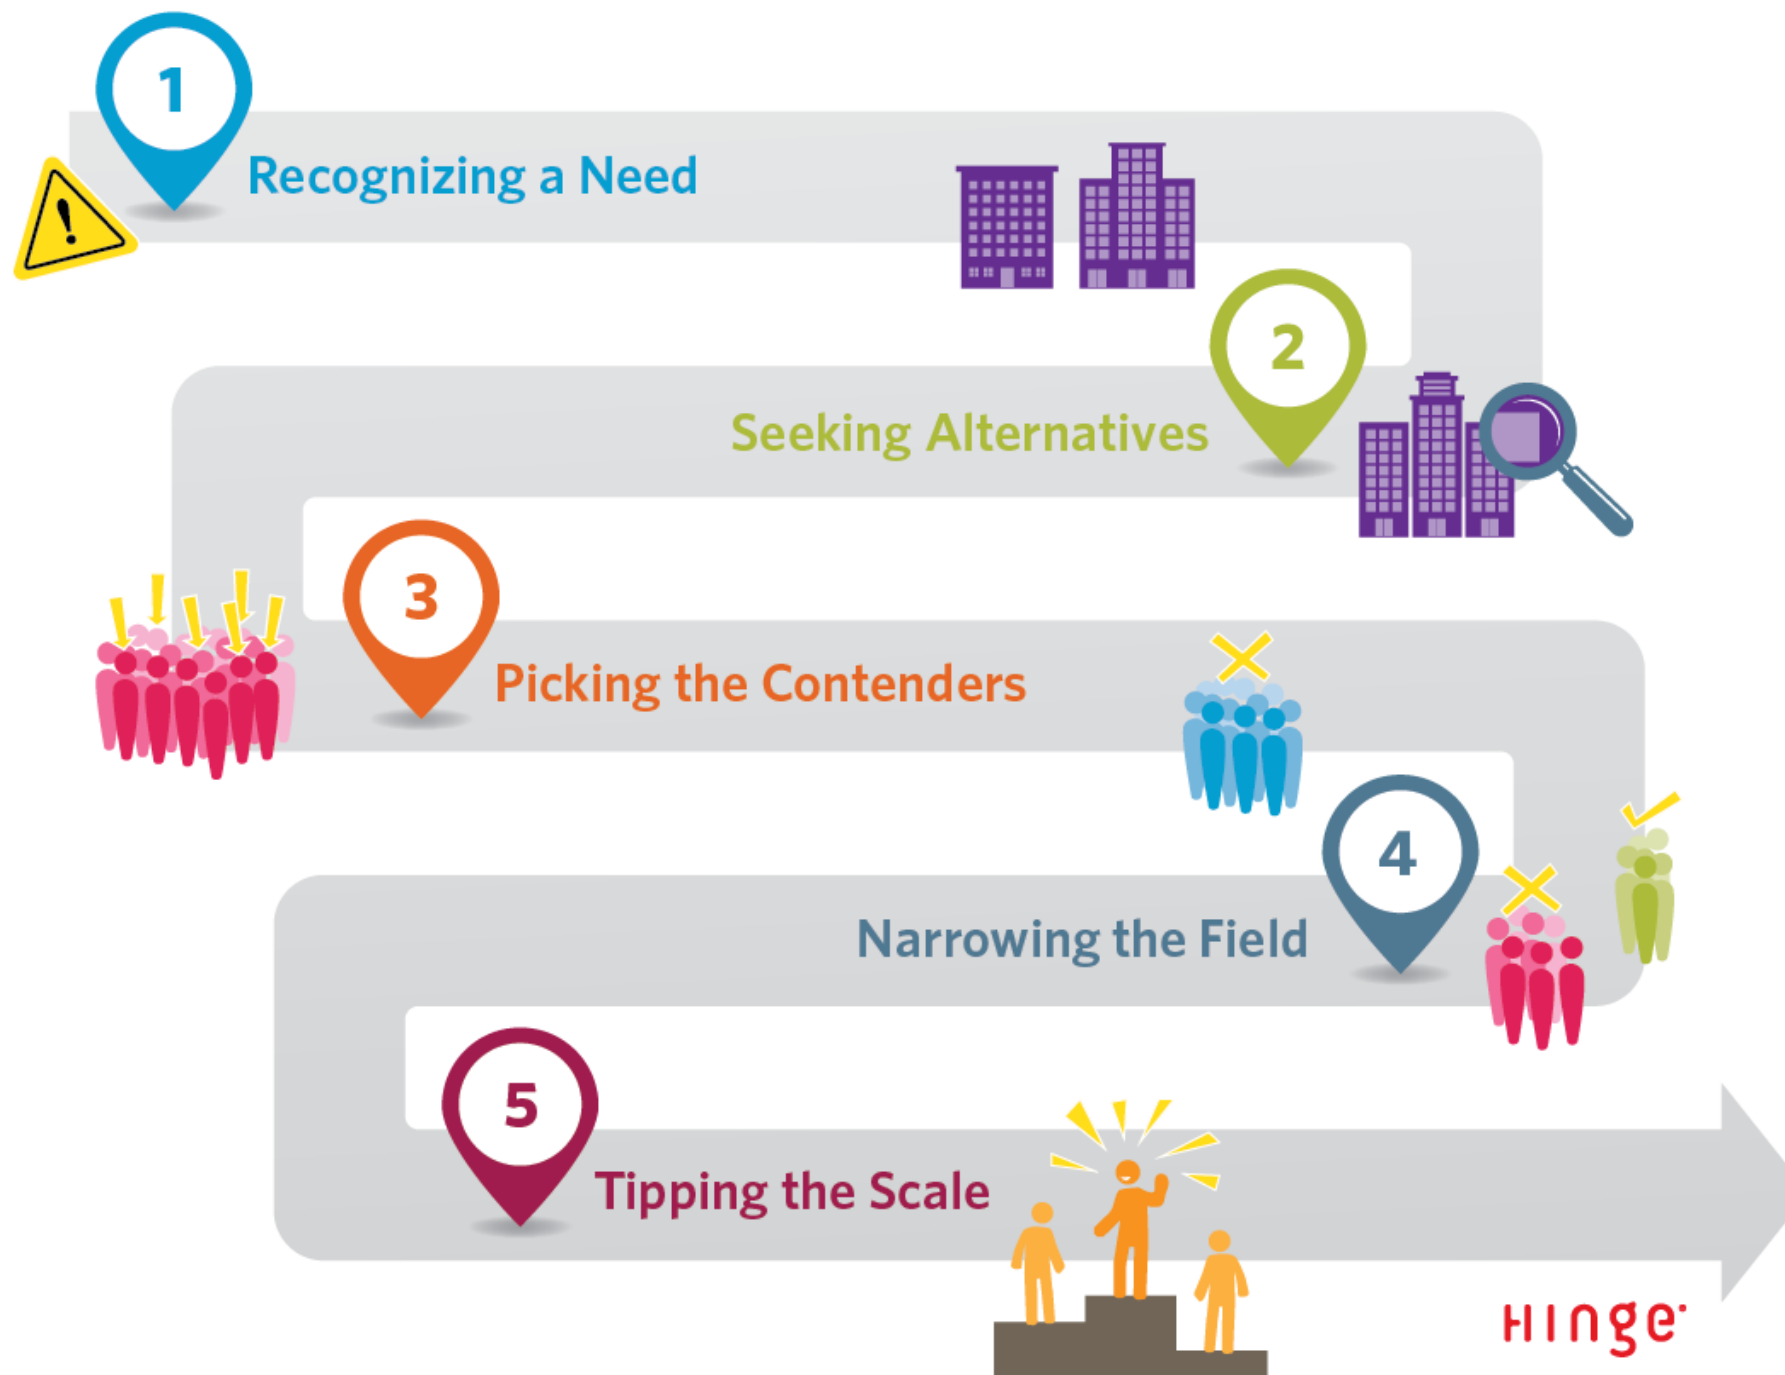 1
Recognizing a Need
2
Seeking Alternatives
3
Picking the Contenders
4
Narrowing the Field
5
Tipping the Scale
Hinge